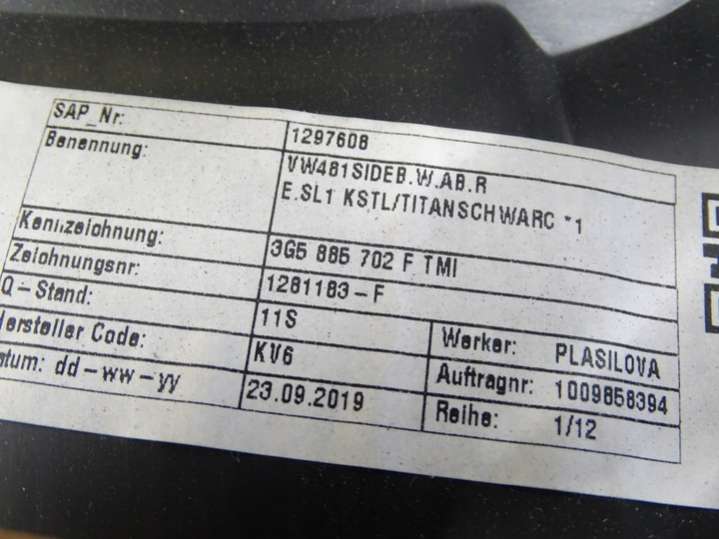 SAP_Nr: 1297608
Benennung: VW481SIDEB.W.AB.R
E.SL1 KSTL/TITANSCHWARC *1
Kennzeichnung: 3G5 885 702 F TMI
Zeichnungsnr: 1281183-F
Q-Stand: 11S Werker: PLASILOVA
Hersteller Code: KV6 Auftragnr: 1009858394
atum: dd-ww-yy 23.09.2019 Reihe: 1/12